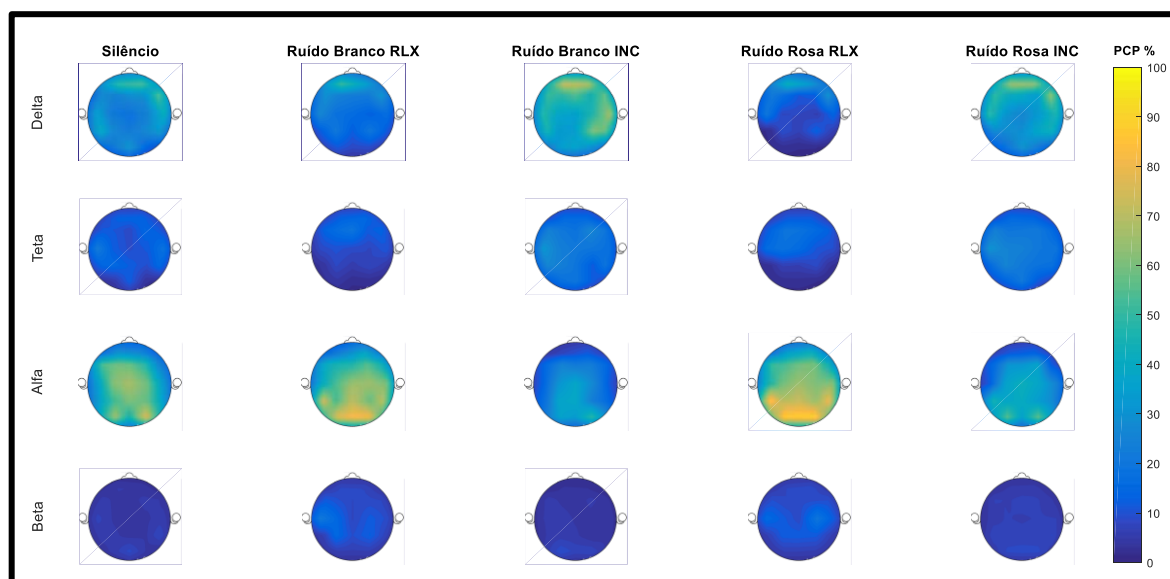 Silêncio
Ruído Branco RLX
Ruído Branco INC
Ruído Rosa RLX
Ruído Rosa INC
PCP %
Delta
Teta
Alfa
Beta
100
90
80
70
60
50
40
30
20
10
0